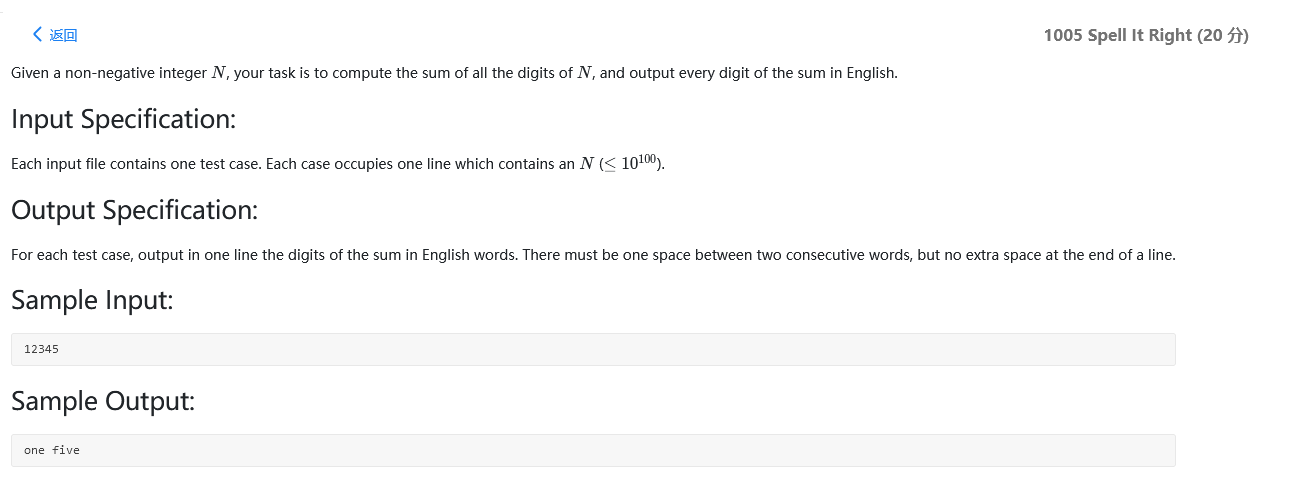 返回
1005 Spell It Right (20 分)
Given a non-negative integer N, your task is to compute the sum of all the digits of N, and output every digit of the sum in English.
Input Specification:
Each input file contains one test case. Each case occupies one line which contains an N (≤ 10^100).
Output Specification:
For each test case, output in one line the digits of the sum in English words. There must be one space between two consecutive words, but no extra space at the end of a line.
Sample Input:
12345
Sample Output:
one five